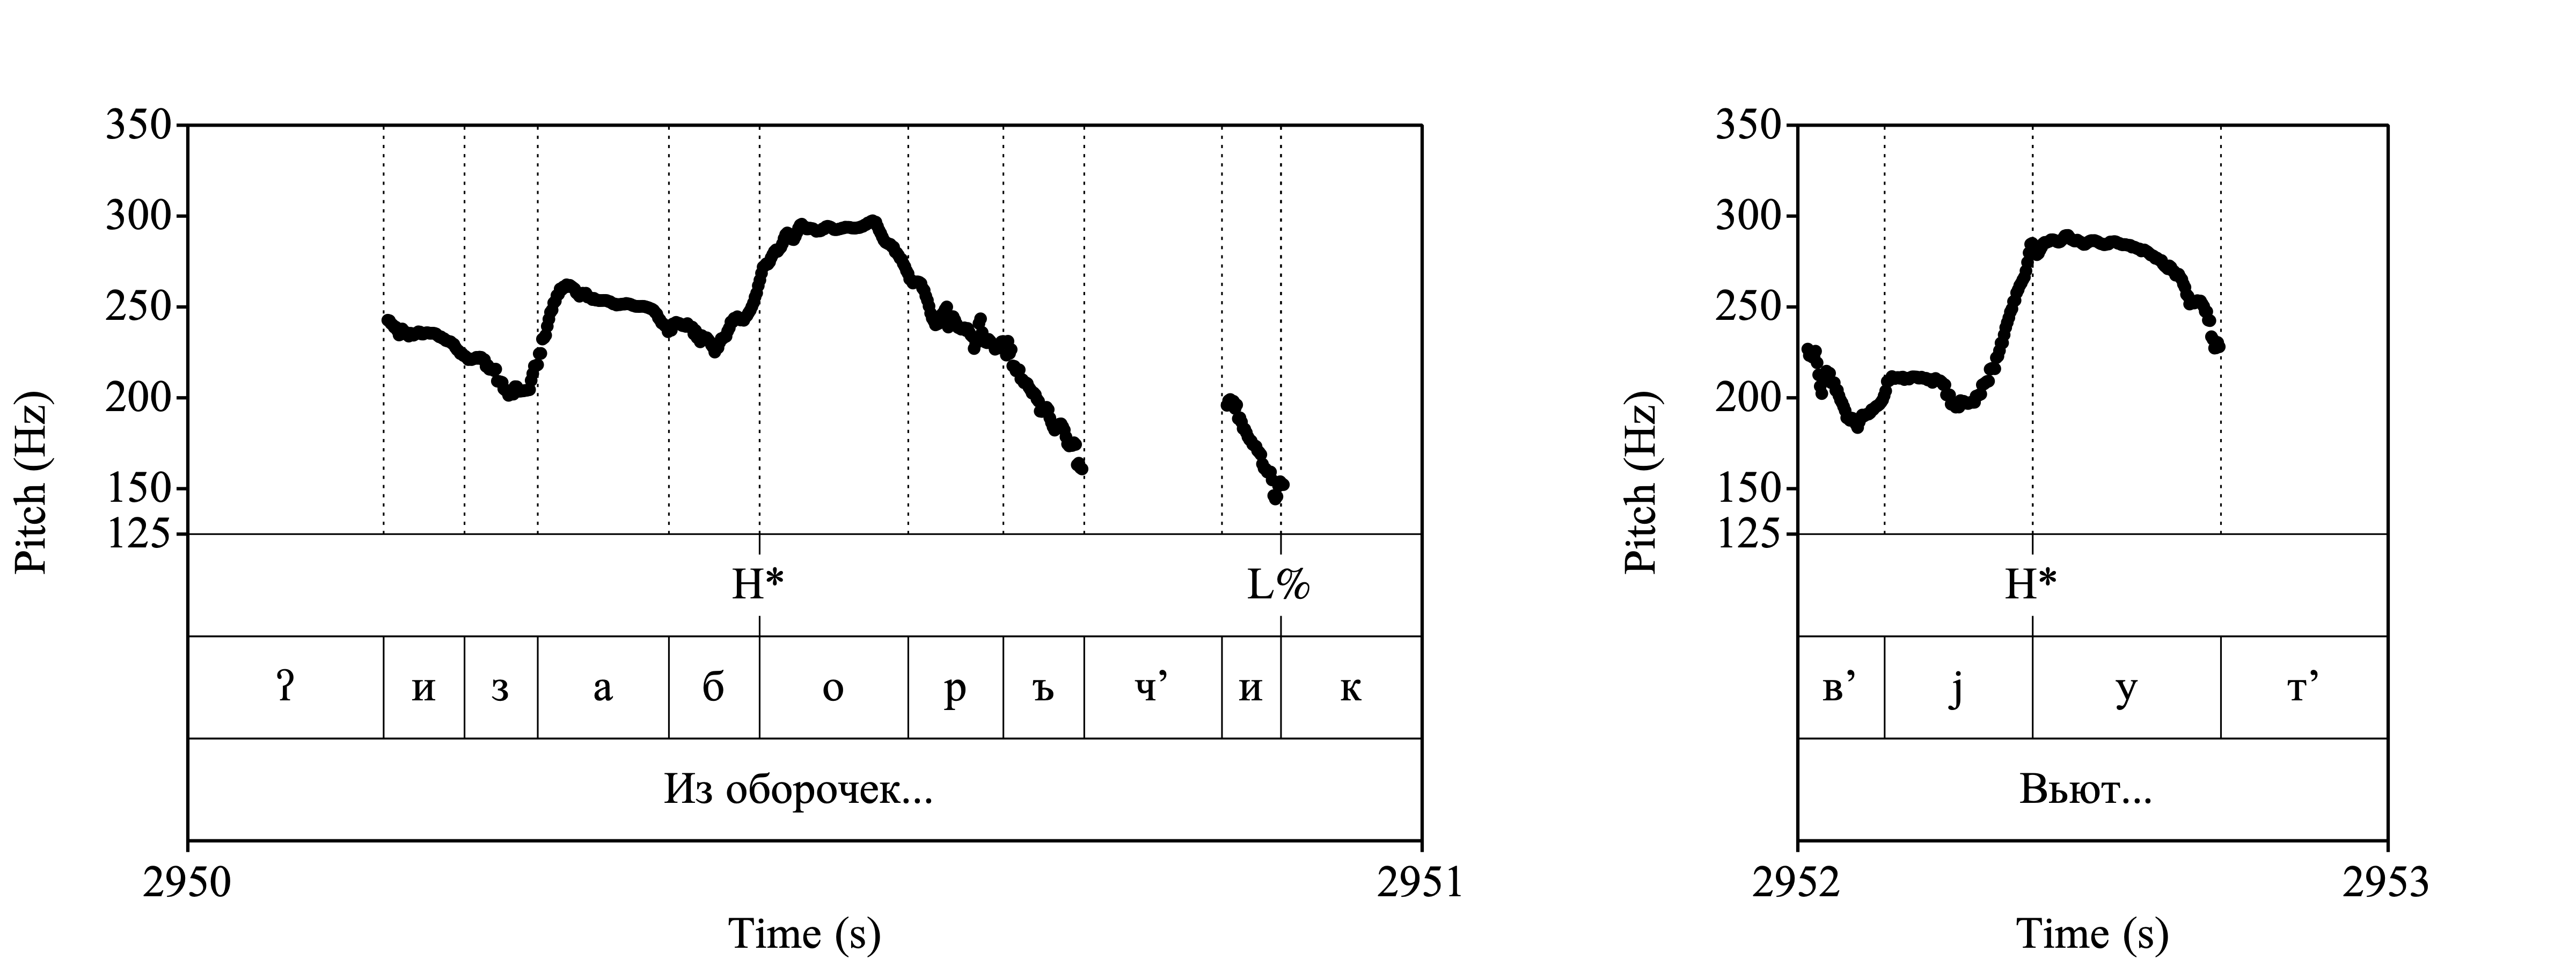 Pitch (Hz)
350
300
250
200
150
125
H* L%
ʔ и з а б о р ъ ч’ и к
Из оборочек...
2950 2951
Time (s)
Pitch (Hz)
350
300
250
200
150
125
H*
в’ j у т’
Вьют...
2952 2953
Time (s)